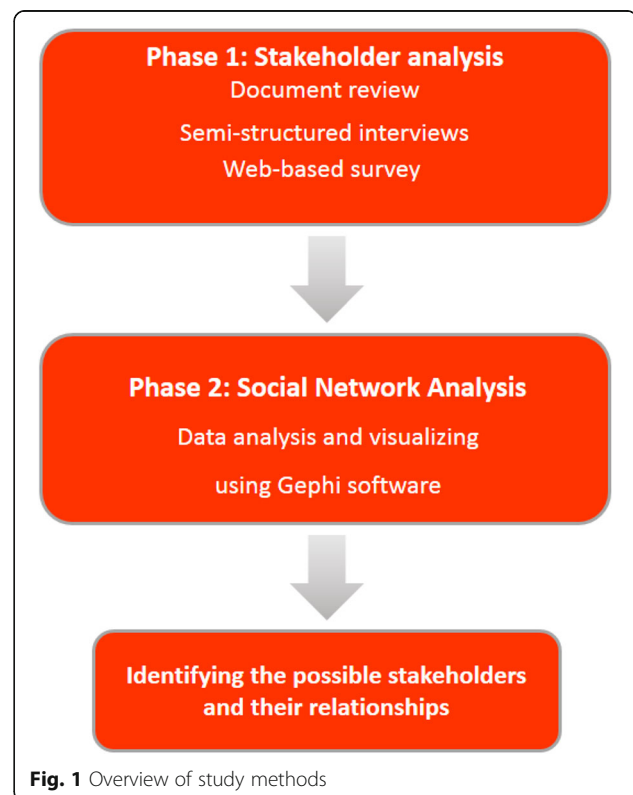 Phase 1: Stakeholder analysis
Document review
Semi-structured interviews
Web-based survey
Phase 2: Social Network Analysis
Data analysis and visualizing
using Gephi software
Identifying the possible stakeholders
and their relationships
Fig. 1 Overview of study methods